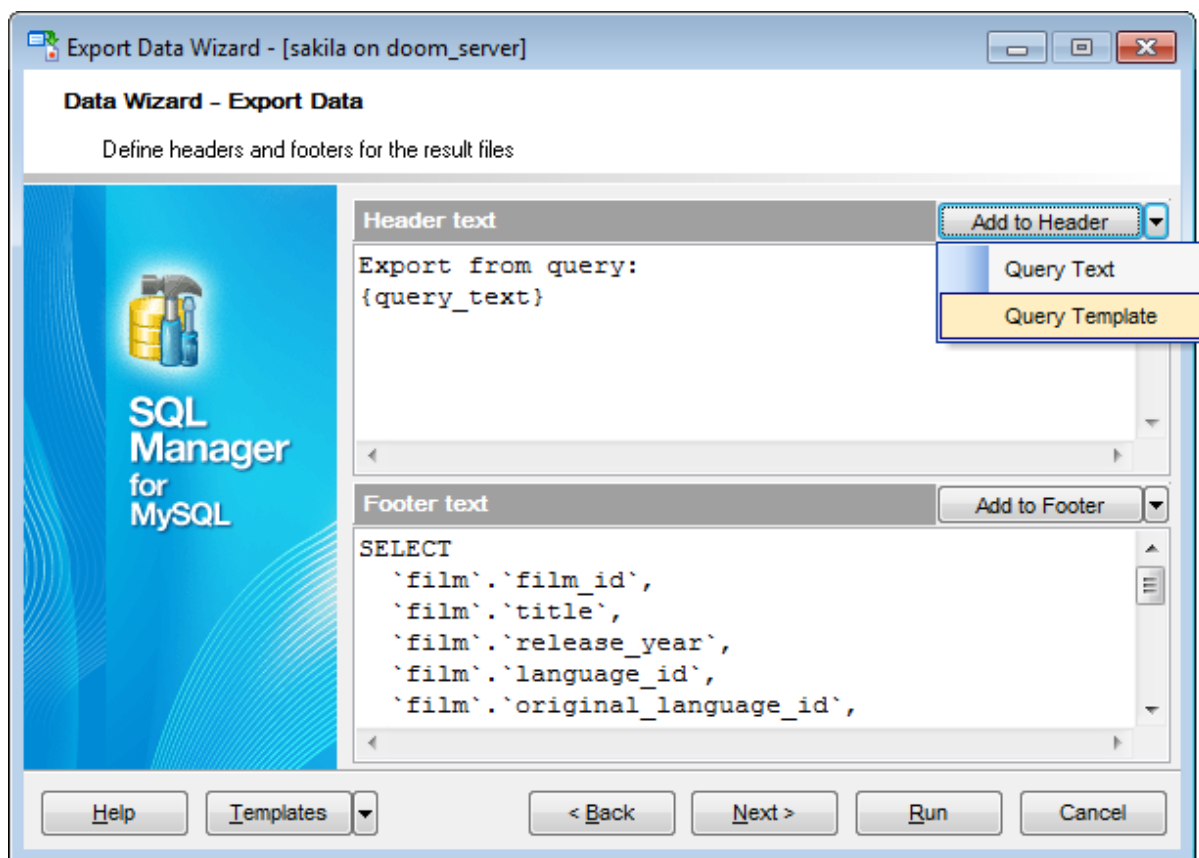 Export Data Wizard - [sakila on doom_server]
Data Wizard - Export Data
Define headers and footers for the result files
SQL
Manager
for
MySQL
Header text
Add to Header
Query Text
Query Template
Export from query:
{query_text}
Footer text
Add to Footer
SELECT
  `film`.`film_id`,
  `film`.`title`,
  `film`.`release_year`,
  `film`.`language_id`,
  `film`.`original_language_id`,
Help
Templates
< Back
Next >
Run
Cancel